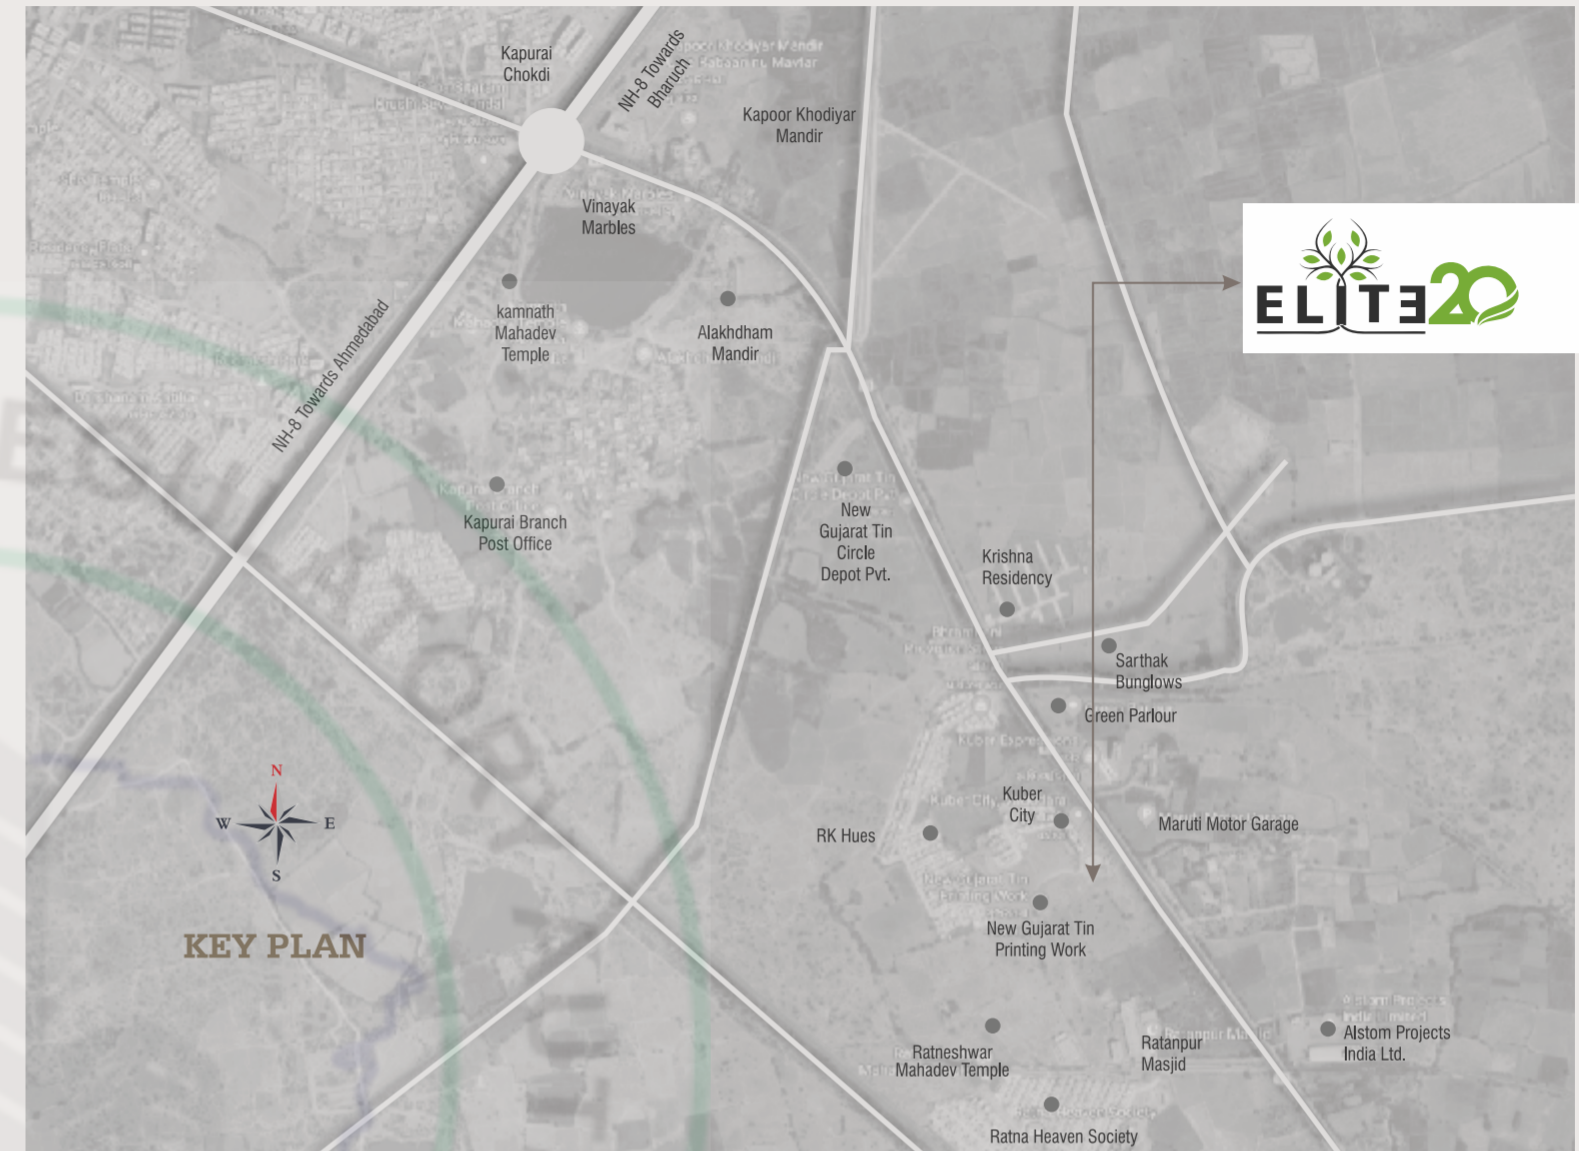 Kapurai
Chokdi
NH-8 Towards
Bharuch
Kapoor Khodiyar
Mandir
Vinayak
Marbles
ELITE20
kamnath
Mahadev
Temple
Alakhdham
Mandir
NH-8 Towards Ahmedabad
Kapurai Branch
Post Office
New
Gujarat Tin
Circle
Depot Pvt.
Krishna
Residency
Sarthak
Bunglows
Green Parlour
N
W
E
S
Kuber
City
RK Hues
Maruti Motor Garage
KEY PLAN
New Gujarat Tin
Printing Work
Ratneshwar
Mahadev Temple
Ratanpur
Masjid
Alstom Projects
India Ltd.
Ratna Heaven Society